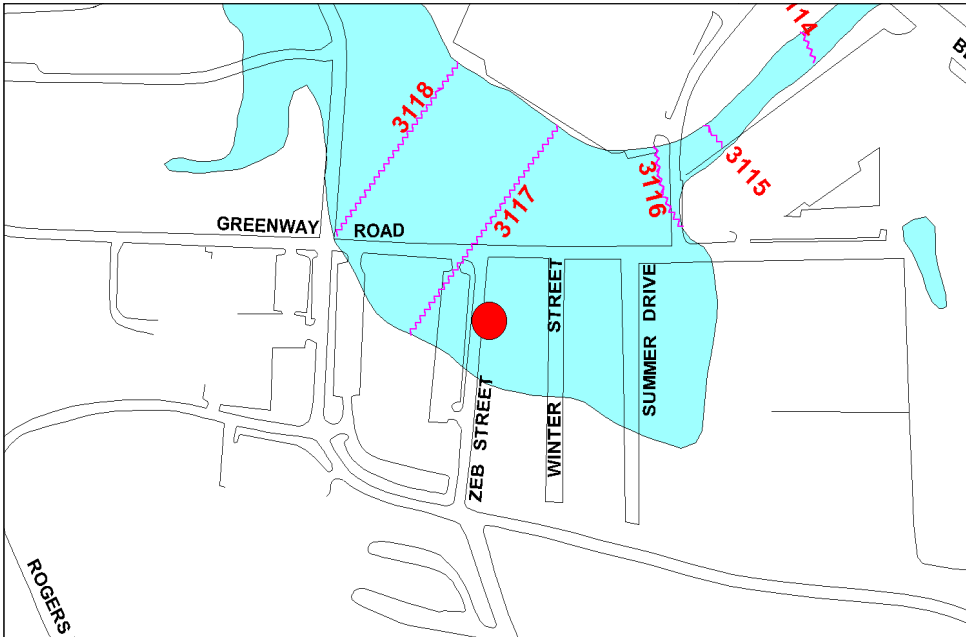 3118
3117
3116
3115
GREENWAY ROAD
ZEB STREET
WINTER STREET
SUMMER DRIVE
ROGERS